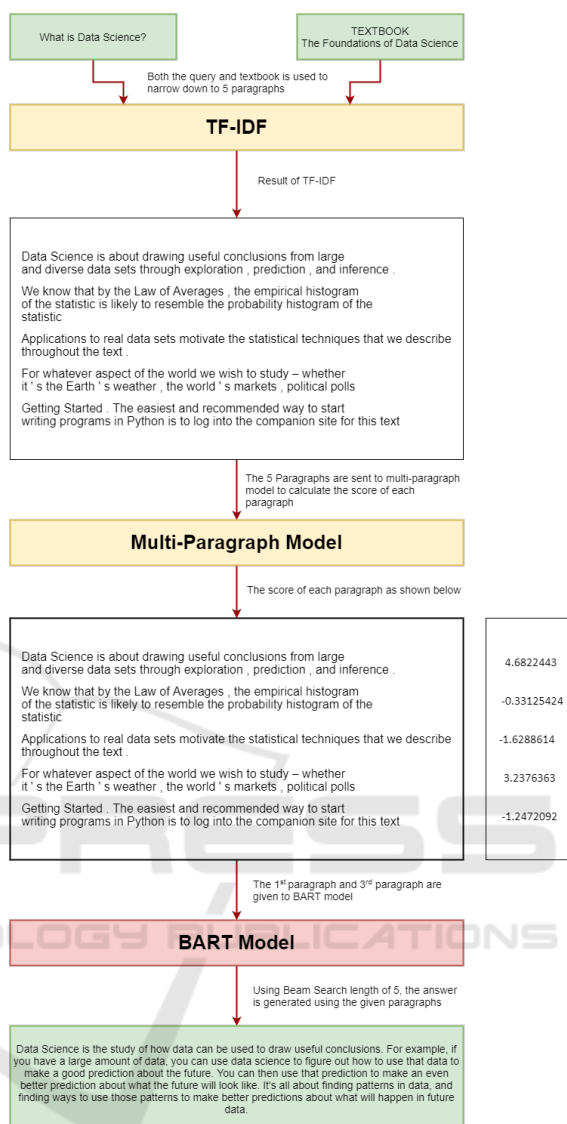 What is Data Science?
TEXTBOOK
The Foundations of Data Science
Both the query and textbook is used to
narrow down to 5 paragraphs
TF-IDF
Result of TF-IDF
Data Science is about drawing useful conclusions from large
and diverse data sets through exploration , prediction , and inference .
We know that by the Law of Averages , the empirical histogram
of the statistic is likely to resemble the probability histogram of the
statistic
Applications to real data sets motivate the statistical techniques that we describe
throughout the text .
For whatever aspect of the world we wish to study – whether
it ' s the Earth ' s weather , the world ' s markets , political polls
Getting Started . The easiest and recommended way to start
writing programs in Python is to log into the companion site for this text
The 5 Paragraphs are sent to multi-paragraph
model to calculate the score of each
paragraph
Multi-Paragraph Model
The score of each paragraph as shown below
Data Science is about drawing useful conclusions from large
and diverse data sets through exploration , prediction , and inference .
4.6822443
We know that by the Law of Averages , the empirical histogram
of the statistic is likely to resemble the probability histogram of the
statistic
-0.33125424
Applications to real data sets motivate the statistical techniques that we describe
throughout the text .
-1.6288614
For whatever aspect of the world we wish to study – whether
it ' s the Earth ' s weather , the world ' s markets , political polls
3.2376363
Getting Started . The easiest and recommended way to start
writing programs in Python is to log into the companion site for this text
-1.2472092
The 1st paragraph and 3rd paragraph are
given to BART model
BART Model
Using Beam Search length of 5, the answer
is generated using the given paragraphs
Data Science is the study of how data can be used to draw useful conclusions. For example, if
you have a large amount of data, you can use data science to figure out how to use that data to
make a good prediction about the future. You can then use that prediction to make an even
better prediction about what the future will look like. It's all about finding patterns in data, and
finding ways to use those patterns to make better predictions about what will happen in future
data.
PRESS
OLOGY PUBLICATIONS